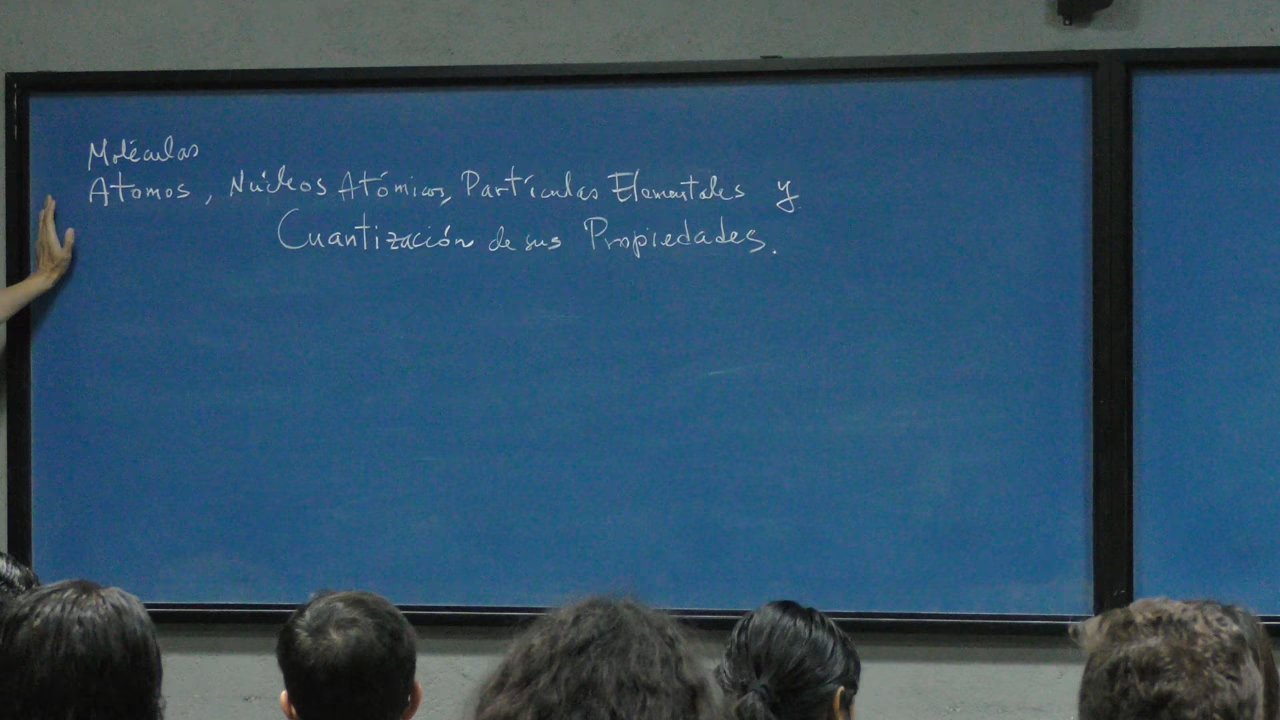 Moléculas
Atomos, Núcleos Atómicos, Partículas Elementales y
Cuantización de sus Propiedades.